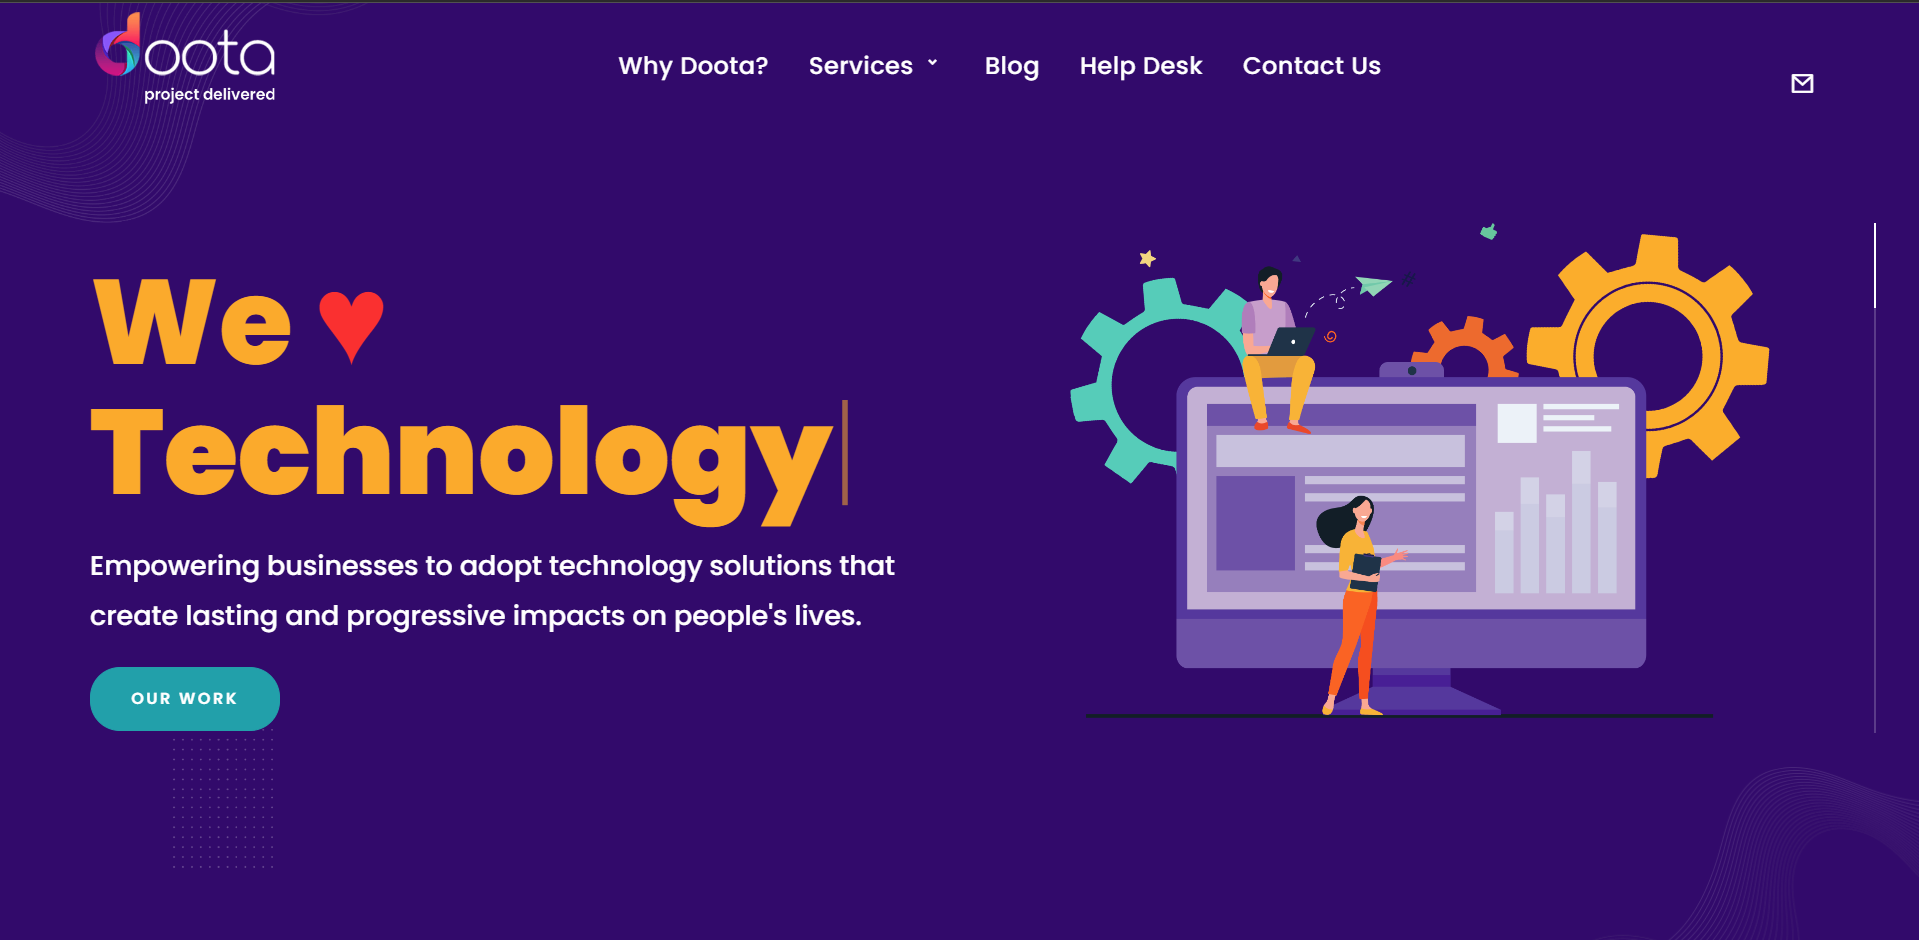 doota
project delivered
Why Doota? Services Blog Help Desk Contact Us
We ♥
Technology
Empowering businesses to adopt technology solutions that
create lasting and progressive impacts on people's lives.
OUR WORK